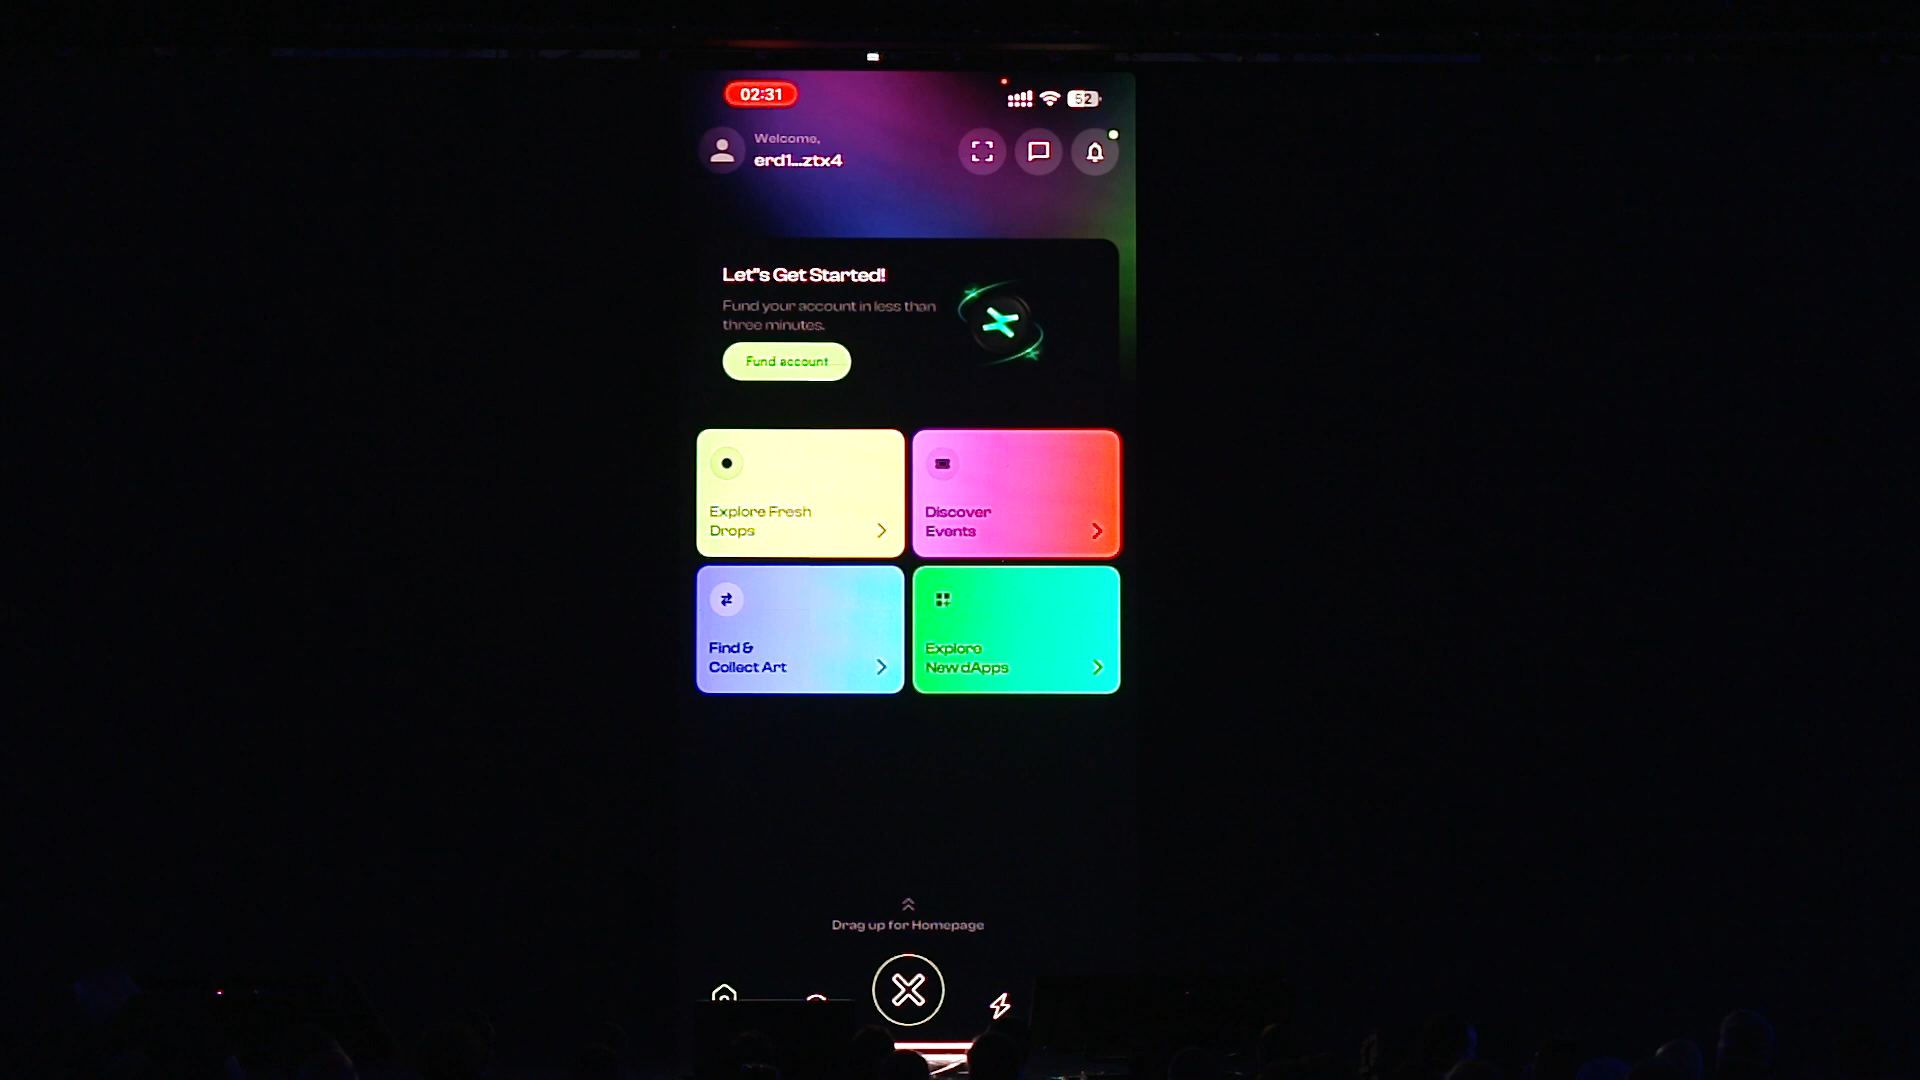 02:31
52
Welcome,
erd1...ztx4
Let"s Get Started!
Fund your account in less than
three minutes.
Fund account
Explore Fresh
Drops
Discover
Events
Find &
Collect Art
Explore
New dApps
Drag up for Homepage